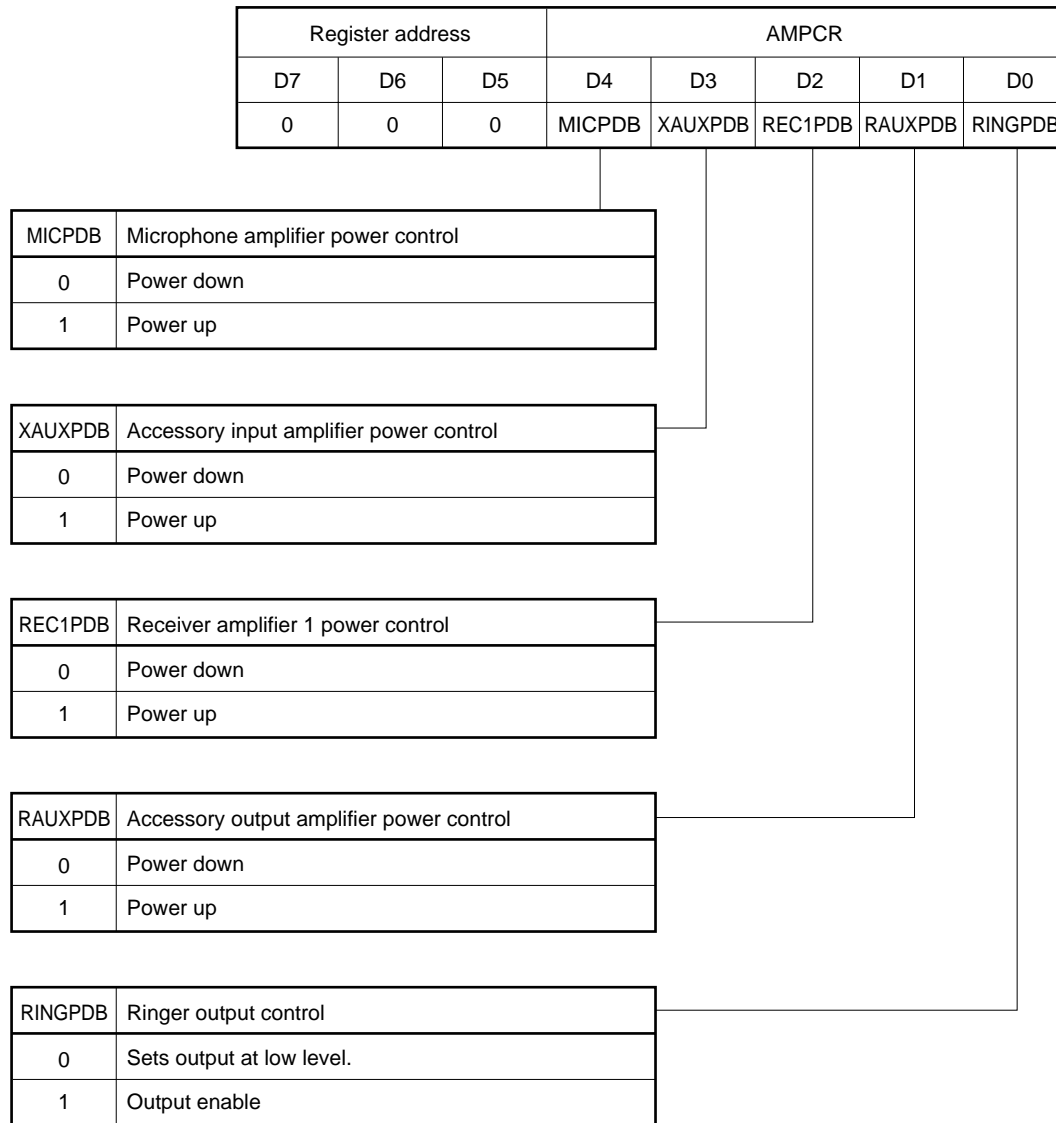 Register address AMPCR
D7 D6 D5 D4 D3 D2 D1 D0
0 0 0 MICPDB XAUXPDB REC1PDB RAUXPDB RINGPDB
MICPDB Microphone amplifier power control
0 Power down
1 Power up
XAUXPDB Accessory input amplifier power control
0 Power down
1 Power up
REC1PDB Receiver amplifier 1 power control
0 Power down
1 Power up
RAUXPDB Accessory output amplifier power control
0 Power down
1 Power up
RINGPDB Ringer output control
0 Sets output at low level.
1 Output enable